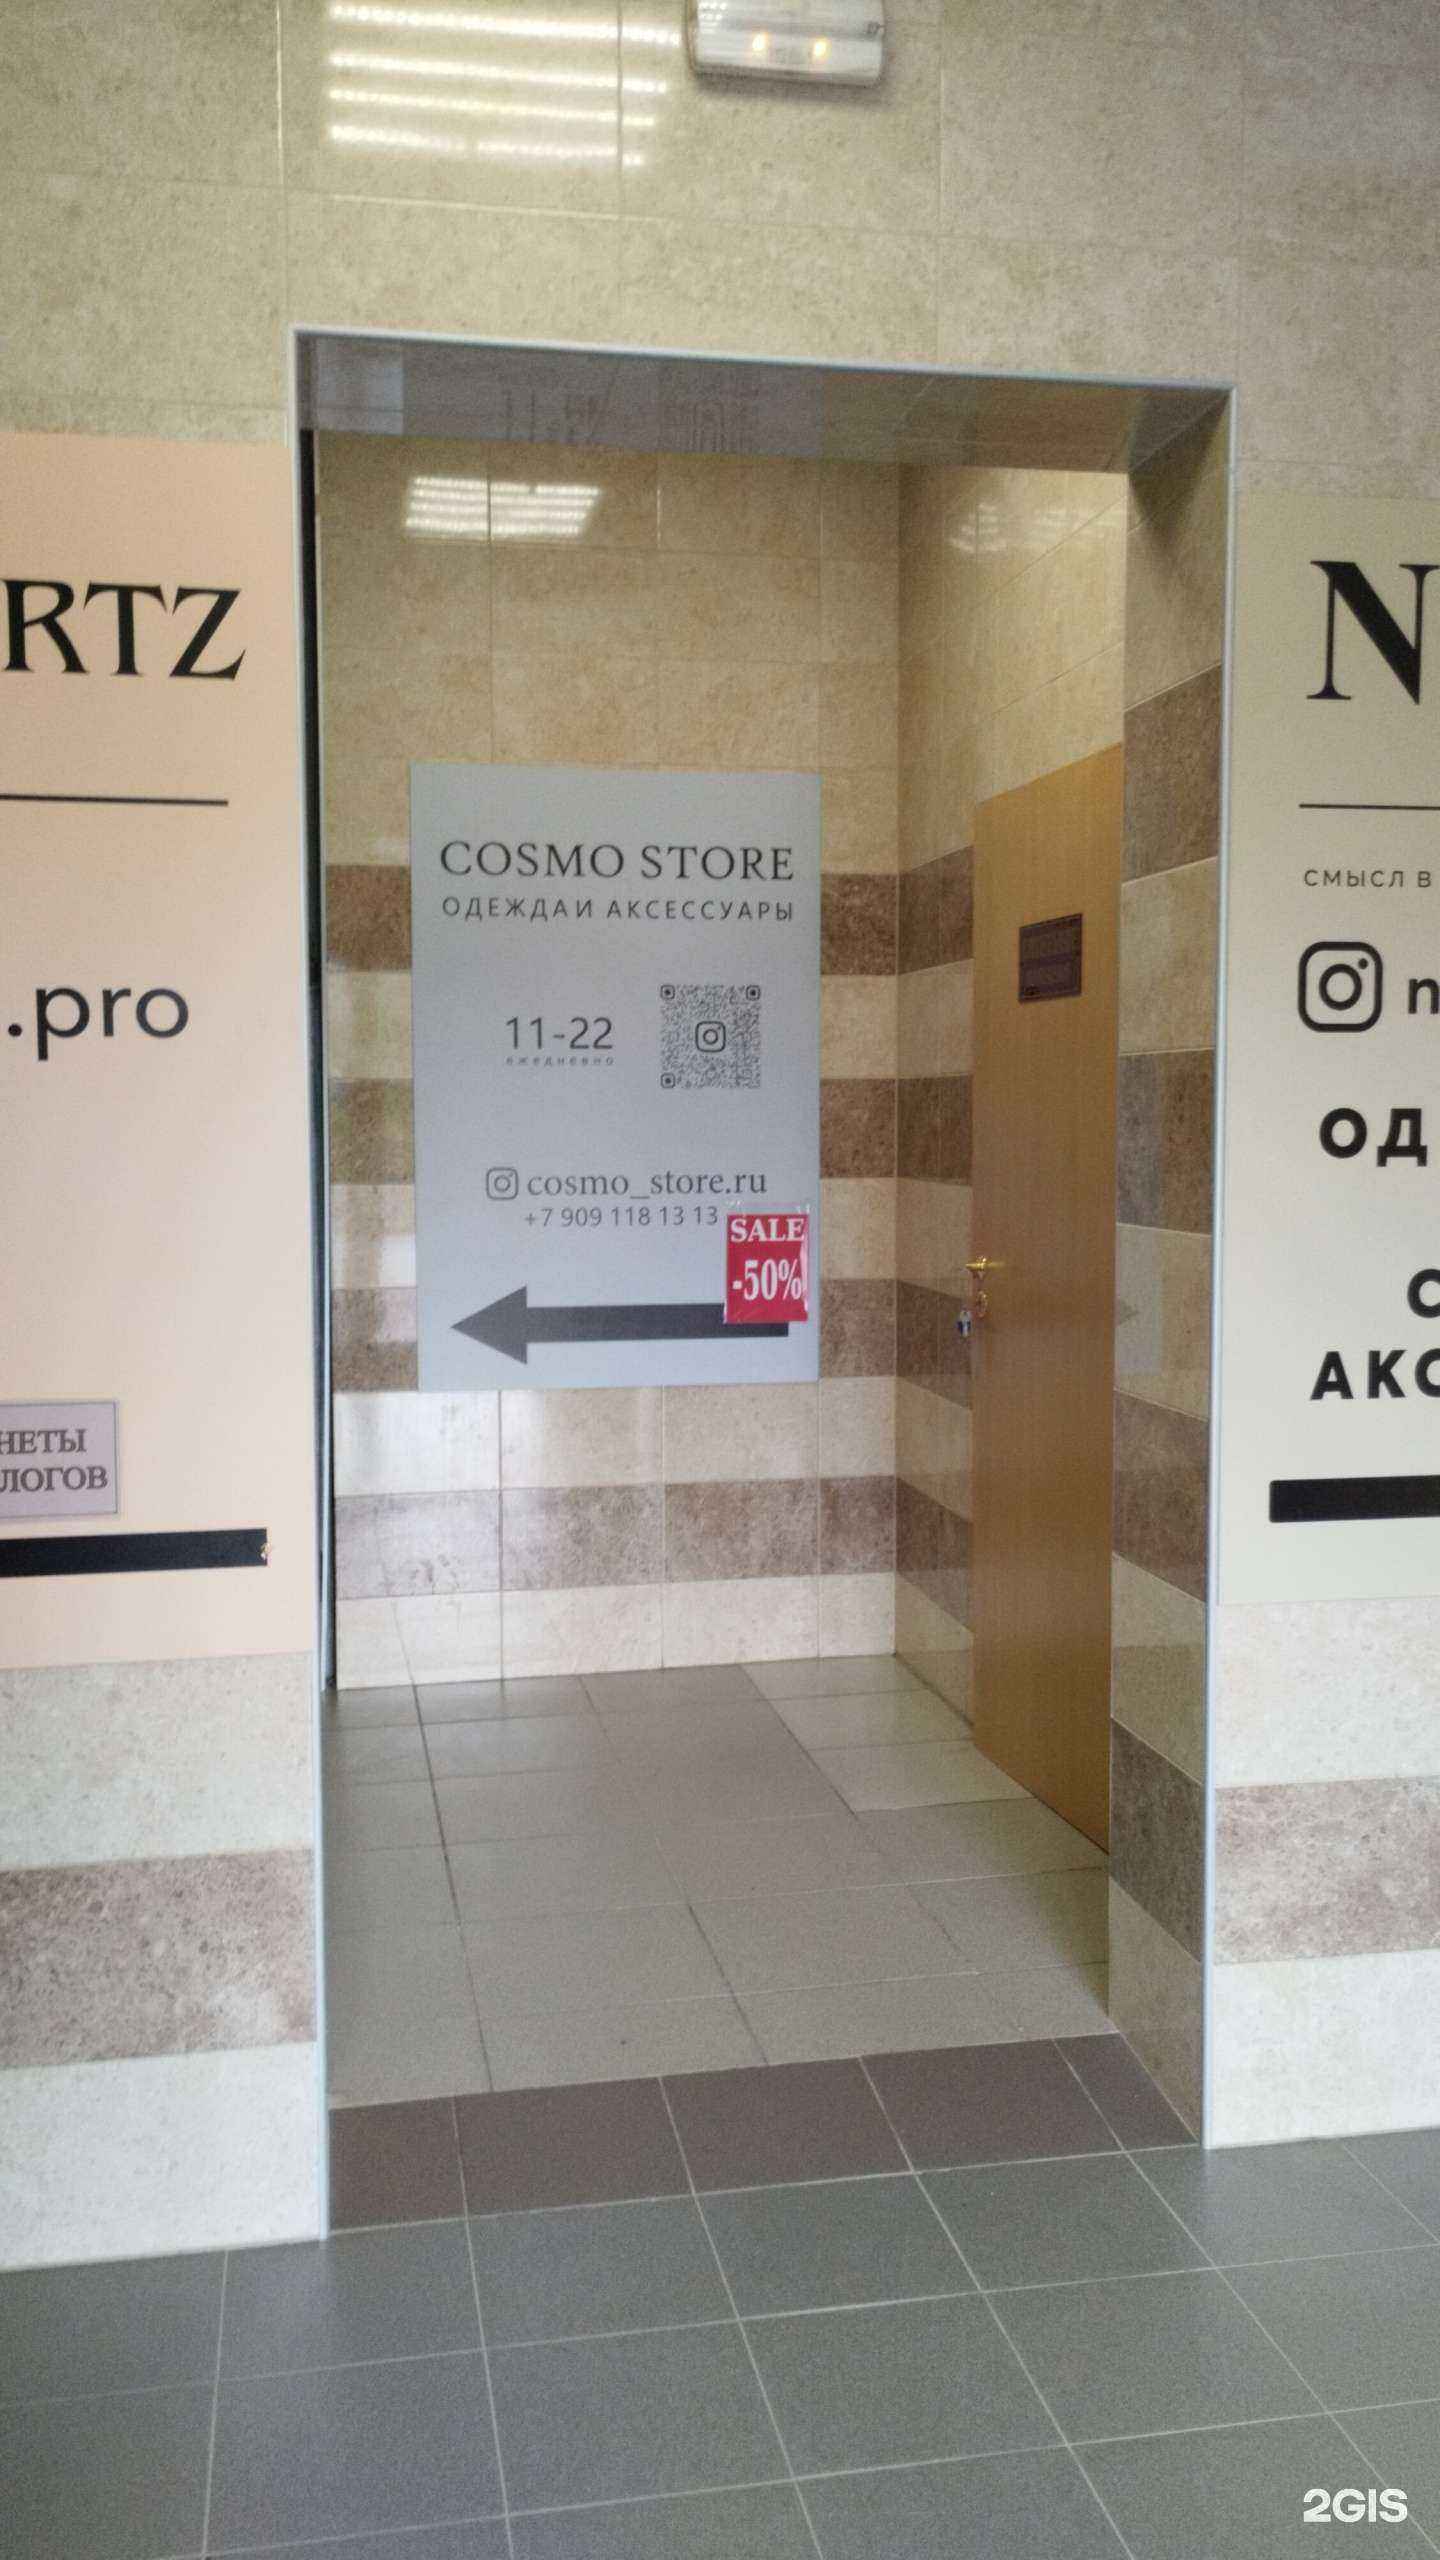 RTZ
.pro
НЕТЫ
ЛОГОВ
COSMO STORE
ОДЕЖДА И АКСЕССУАРЫ
11-22
ежедневно
cosmo_store.ru
+7 909 118 13 13
SALE
-50%
N
СМЫСЛ В
n
ОД
С
АКС
2GIS